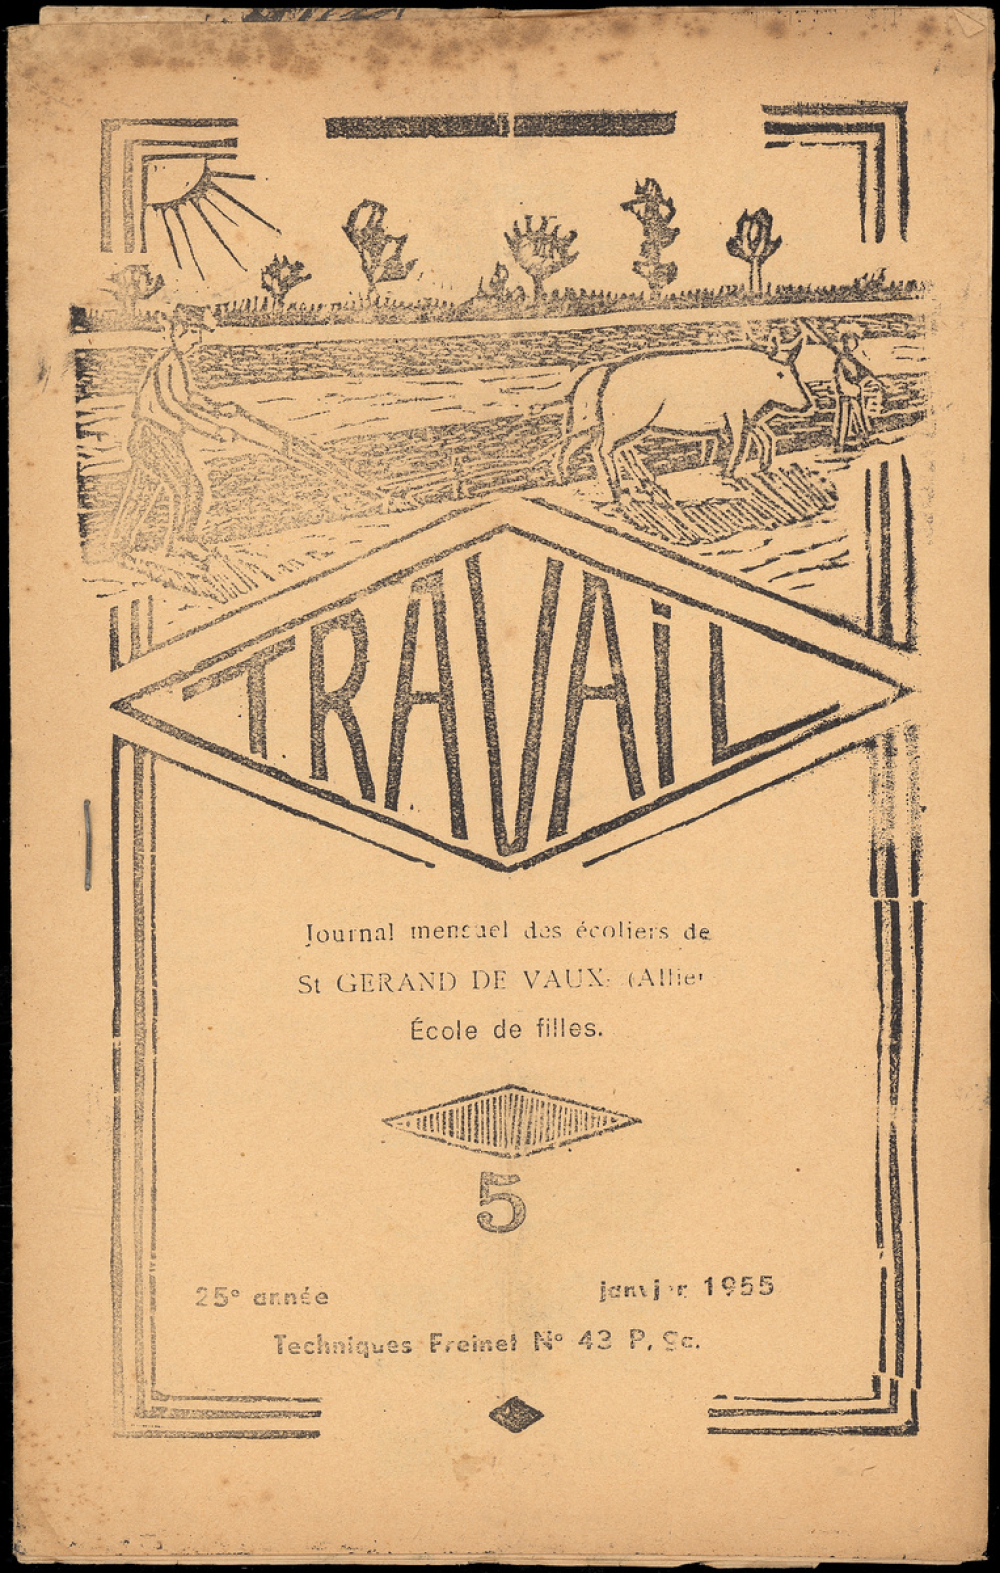 TRAVAiL
Journal mensuel des écoliers de
St GERAND DE VAUX (Allier
École de filles.
5
25° année
janvier 1955
Techniques Freinet N° 43 P. Sc.